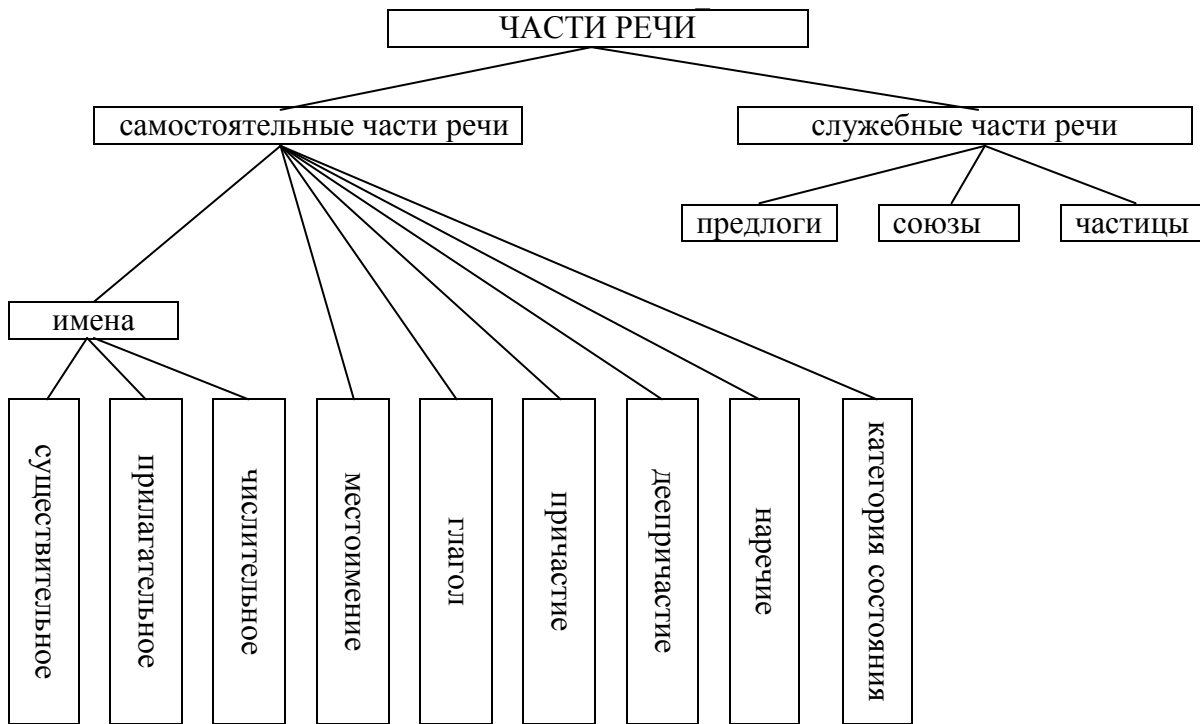 ЧАСТИ РЕЧИ
самостоятельные части речи
служебные части речи
предлоги
союзы
частицы
имена
существительное
прилагательное
числительное
местоимение
глагол
причастие
деепричастие
наречие
категория состояния